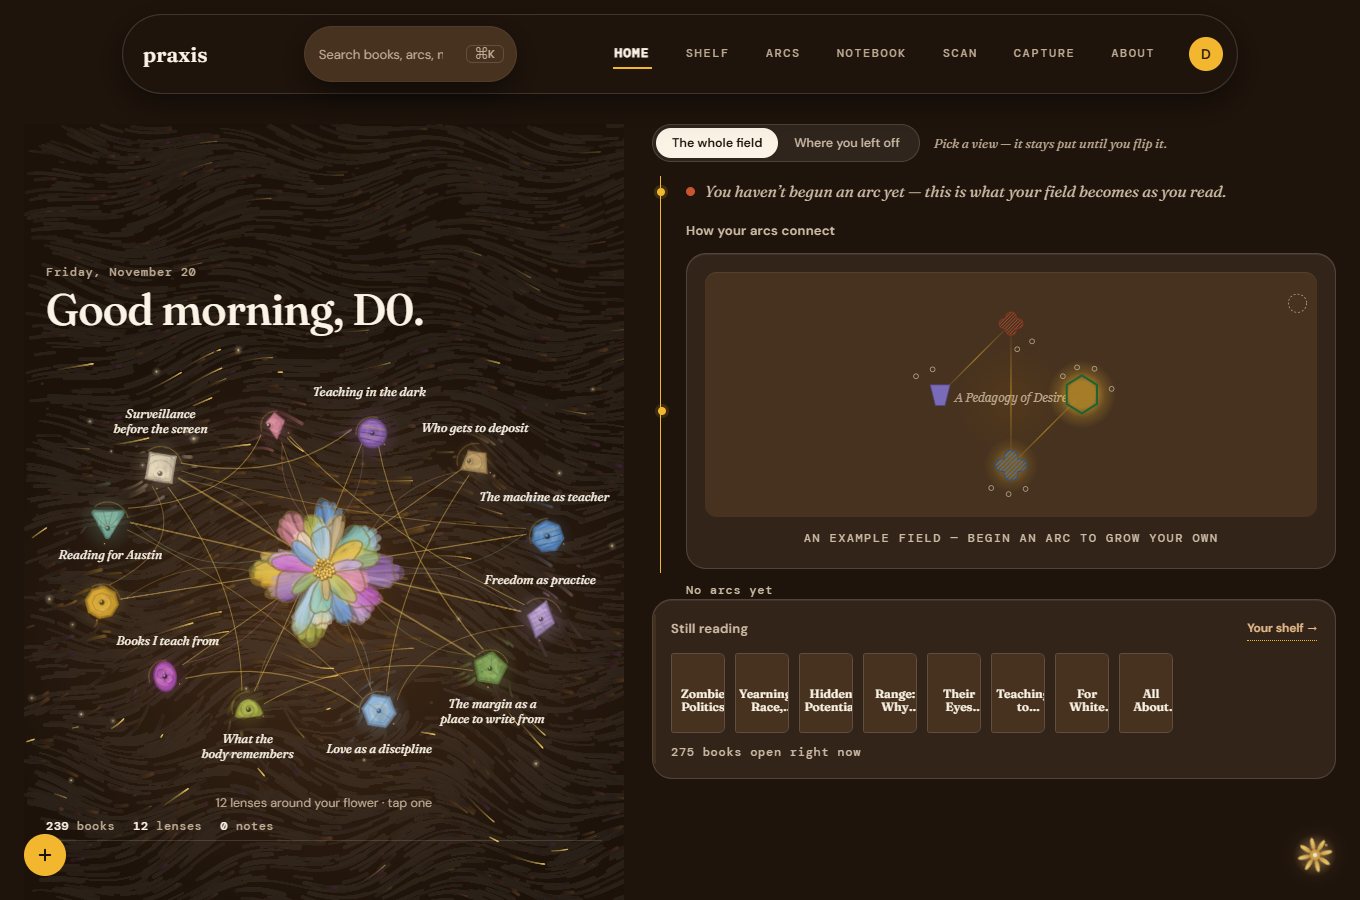 praxis
Search books, arcs, n
⌘K
HOME
SHELF
ARCS
NOTEBOOK
SCAN
CAPTURE
ABOUT
D
Friday, November 20
Good morning, D0.
Teaching in the dark
Surveillance
before the screen
Who gets to deposit
The machine as teacher
Reading for Austin
Freedom as practice
Books I teach from
The margin as a
place to write from
What the
body remembers
Love as a discipline
12 lenses around your flower · tap one
239 books 12 lenses 0 notes
+
The whole field
Where you left off
Pick a view — it stays put until you flip it.
You haven’t begun an arc yet — this is what your field becomes as you read.
How your arcs connect
A Pedagogy of Desire
AN EXAMPLE FIELD — BEGIN AN ARC TO GROW YOUR OWN
No arcs yet
Still reading
Your shelf →
Zombie
Politics
Yearning
Race,..
Hidden
Potentia
Range:
Why..
Their
Eyes..
Teaching
to...
For
White.
All
About.
275 books open right now